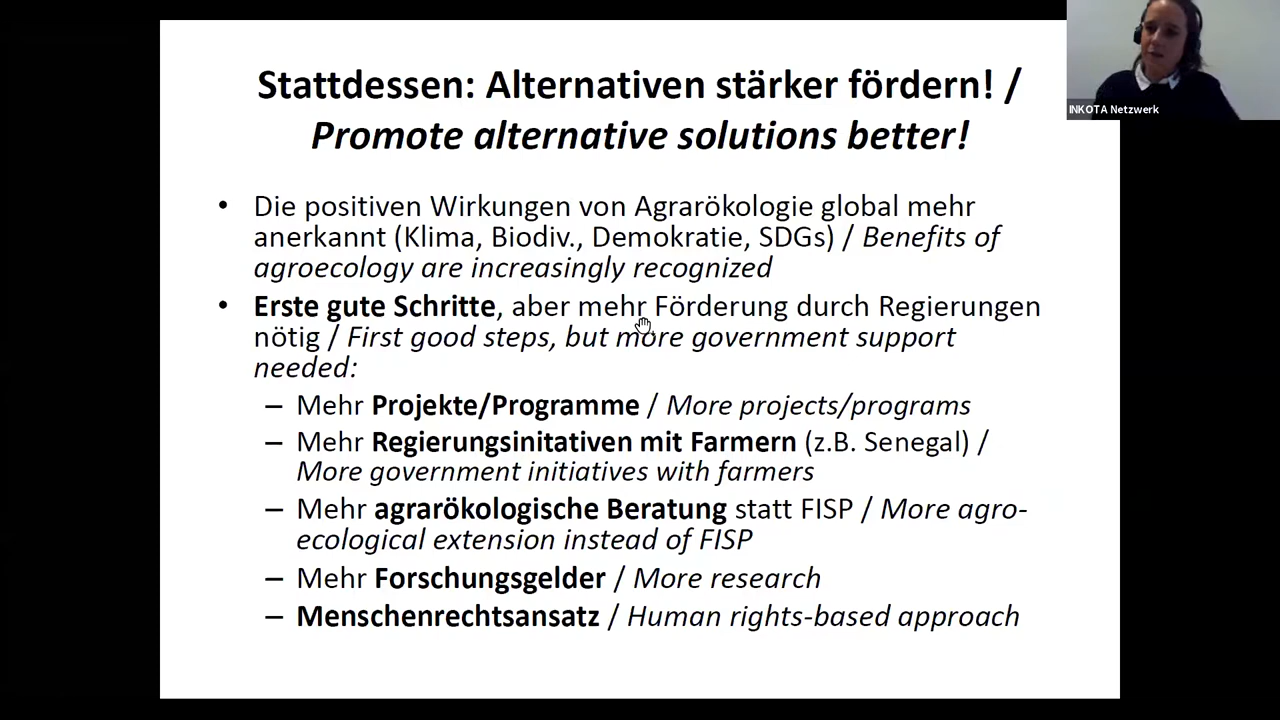 Stattdessen: Alternativen stärker fördern! /
Promote alternative solutions better!
INKOTA Netzwerk
• Die positiven Wirkungen von Agrarökologie global mehr
anerkannt (Klima, Biodiv., Demokratie, SDGs) / Benefits of
agroecology are increasingly recognized
• Erste gute Schritte, aber mehr Förderung durch Regierungen
nötig / First good steps, but more government support
needed:
– Mehr Projekte/Programme / More projects/programs
– Mehr Regierungsinitativen mit Farmern (z.B. Senegal) /
More government initiatives with farmers
– Mehr agrarökologische Beratung statt FISP / More agro-
ecological extension instead of FISP
– Mehr Forschungsgelder / More research
– Menschenrechtsansatz / Human rights-based approach